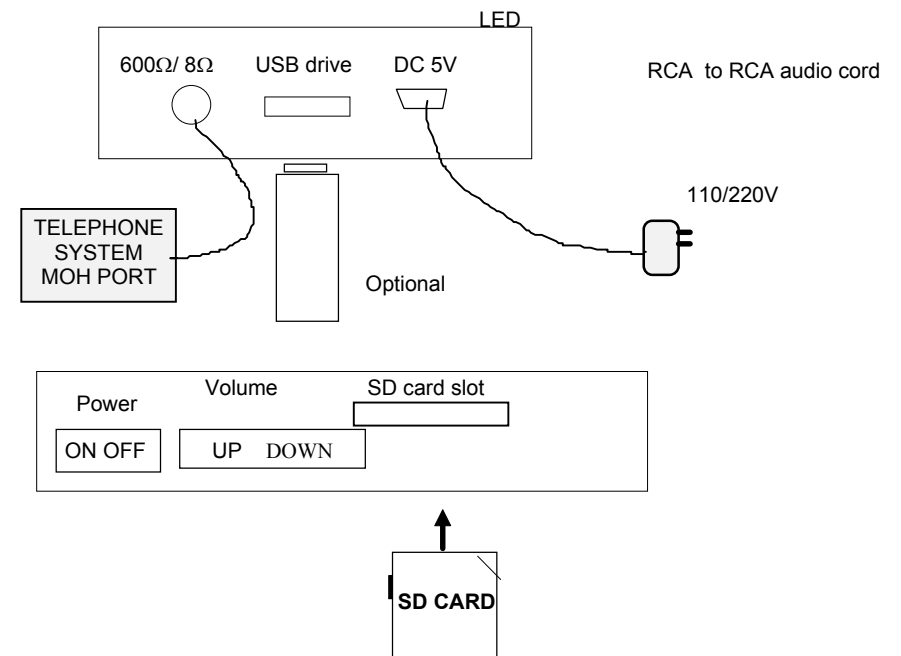 LED
600Ω/ 8Ω USB drive DC 5V
RCA to RCA audio cord
110/220V
TELEPHONE
SYSTEM
MOH PORT
Optional
Power Volume SD card slot
ON OFF UP DOWN
SD CARD